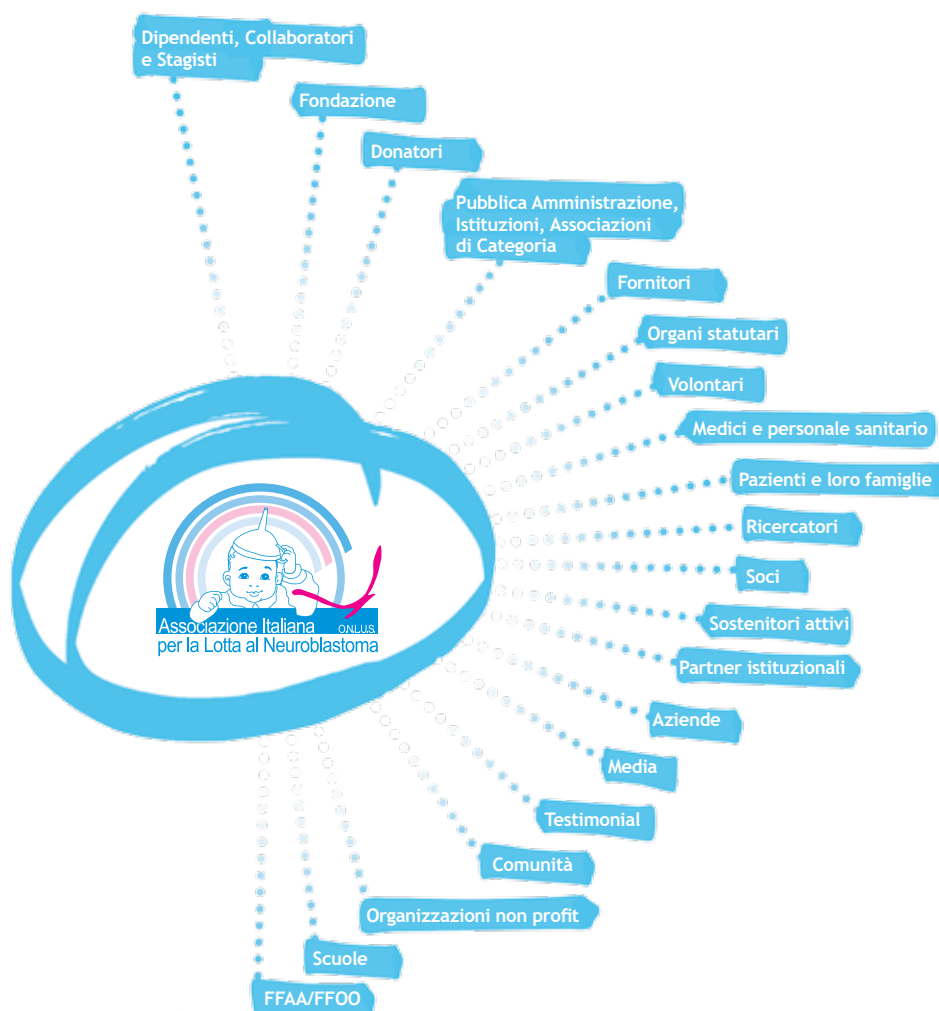 Dipendenti, Collaboratori
e Stagisti
Fondazione
Donatori
Pubblica Amministrazione,
Istituzioni, Associazioni
di Categoria
Fornitori
Organi statutari
Volontari
Medici e personale sanitario
Pazienti e loro famiglie
Ricercatori
Soci
Sostenitori attivi
Partner istituzionali
Aziende
Media
Testimonial
Comunità
Organizzazioni non profit
Scuole
FFAA/FFOO
Associazione Italiana O.N.L.U.S.
per la Lotta al Neuroblastoma